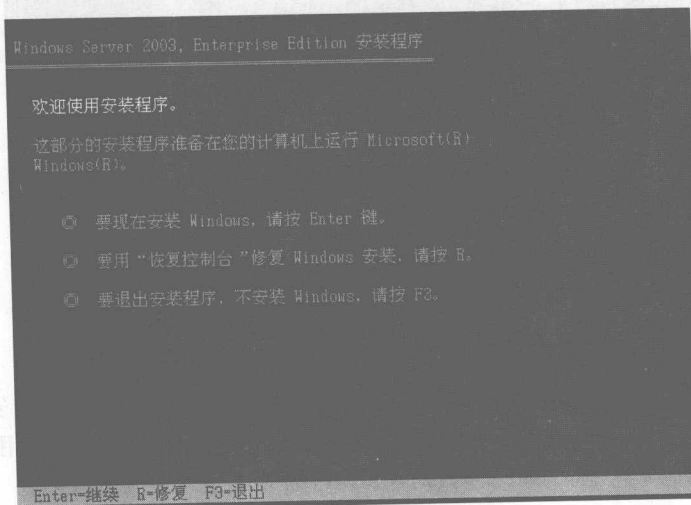 Windows Server 2003, Enterprise Edition 安装程序
欢迎使用安装程序。
这部分的安装程序准备在您的计算机上运行 Microsoft(R)
Windows(R)。
◎ 要现在安装 Windows, 请按 Enter 键。
◎ 要用“恢复控制台”修复 Windows 安装, 请按 R。
◎ 要退出安装程序, 不安装 Windows, 请按 F3。
Enter=继续 R=修复 F3=退出